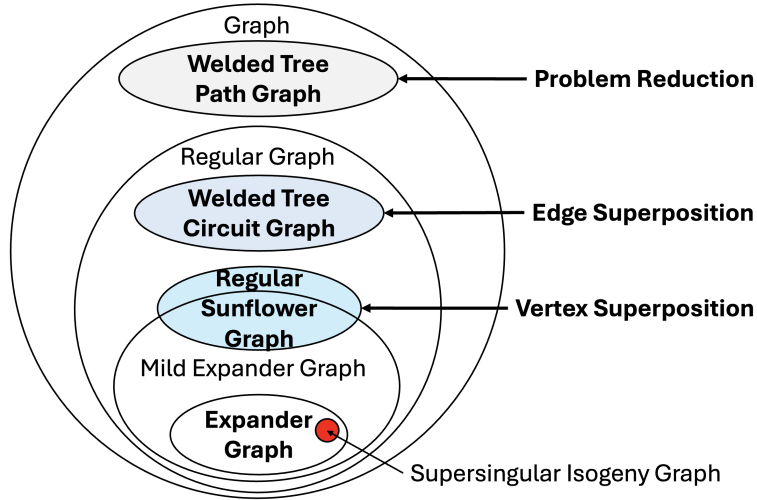 Graph
Welded Tree
Path Graph
Problem Reduction
Regular Graph
Welded Tree
Circuit Graph
Edge Superposition
Regular
Sunflower
Graph
Vertex Superposition
Mild Expander Graph
Expander
Graph
Supersingular Isogeny Graph